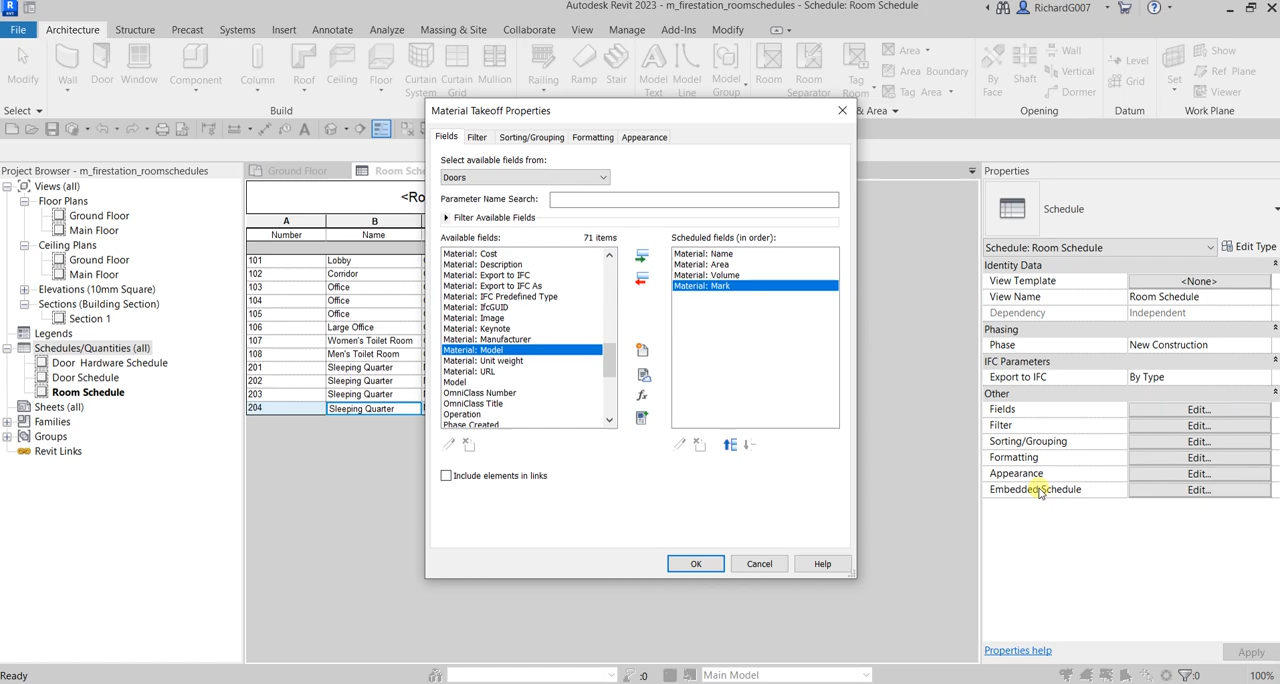 Autodesk Revit 2023 - m_firestation_roomschedules - Schedule: Room Schedule
RichardG007
File Architecture Structure Precast Systems Insert Annotate Analyze Massing & Site Collaborate View Manage Add-Ins Modify
Modify Wall Door Window Component Column Roof Ceiling Floor Curtain System Curtain Grid Mullion Railing Ramp Stair Model Text Model Line Model Group Room Room Separator Tag Room Area Area Boundary Tag Area By Face Shaft Wall Vertical Dormer Level Grid Set Show Ref Plane Viewer
Select Build & Area Opening Datum Work Plane
Project Browser - m_firestation_roomschedules
Views (all)
Floor Plans
Ground Floor
Main Floor
Ceiling Plans
Ground Floor
Main Floor
Elevations (10mm Square)
Sections (Building Section)
Section 1
Legends
Schedules/Quantities (all)
Door Hardware Schedule
Door Schedule
Room Schedule
Sheets (all)
Families
Groups
Revit Links
Ground Floor Room Sch
<Ro
A B
Number Name
101 Lobby
102 Corridor
103 Office
104 Office
105 Office
106 Large Office
107 Women's Toilet Room
108 Men's Toilet Room
201 Sleeping Quarter
202 Sleeping Quarter
203 Sleeping Quarter
204 Sleeping Quarter
Material Takeoff Properties
Fields Filter Sorting/Grouping Formatting Appearance
Select available fields from:
Doors
Parameter Name Search:
Filter Available Fields
Available fields: 71 items
Material: Cost
Material: Description
Material: Export to IFC
Material: Export to IFC As
Material: IFC Predefined Type
Material: IfcGUID
Material: Image
Material: Keynote
Material: Manufacturer
Material: Model
Material: Unit weight
Material: URL
Model
OmniClass Number
OmniClass Title
Operation
Phase Created
Scheduled fields (in order):
Material: Name
Material: Area
Material: Volume
Material: Mark
Include elements in links
OK Cancel Help
Properties
Schedule
Schedule: Room Schedule Edit Type
Identity Data
View Template <None>
View Name Room Schedule
Dependency Independent
Phasing
Phase New Construction
IFC Parameters
Export to IFC By Type
Other
Fields Edit...
Filter Edit...
Sorting/Grouping Edit...
Formatting Edit...
Appearance Edit...
Embedded Schedule Edit...
Properties help Apply
Ready :0 Main Model :0 100%